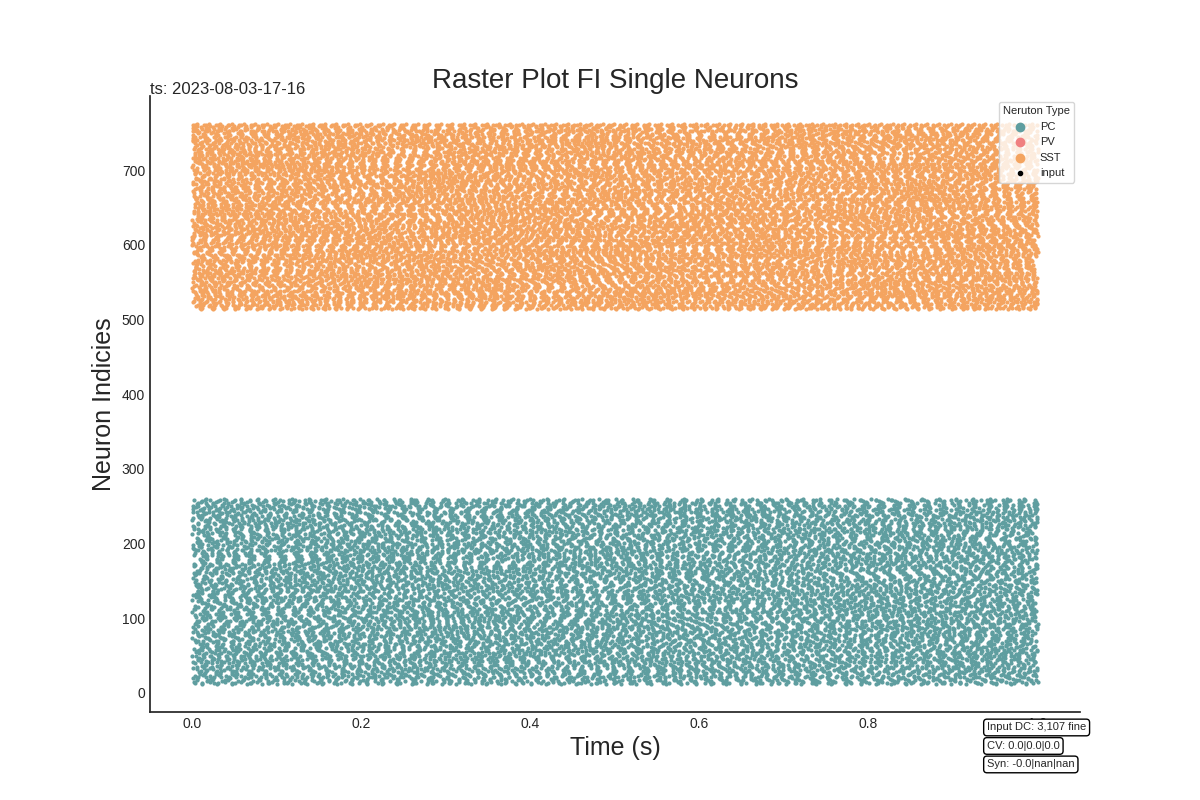 Raster Plot FI Single Neurons
ts: 2023-08-03-17-16
Neruton Type
PC
PV
SST
input
700
600
500
400
300
200
100
0
Neuron Indicies
0.0 0.2 0.4 0.6 0.8
Time (s)
Input DC: 3,107 fine
CV: 0.0|0.0|0.0
Syn: -0.0|nan|nan